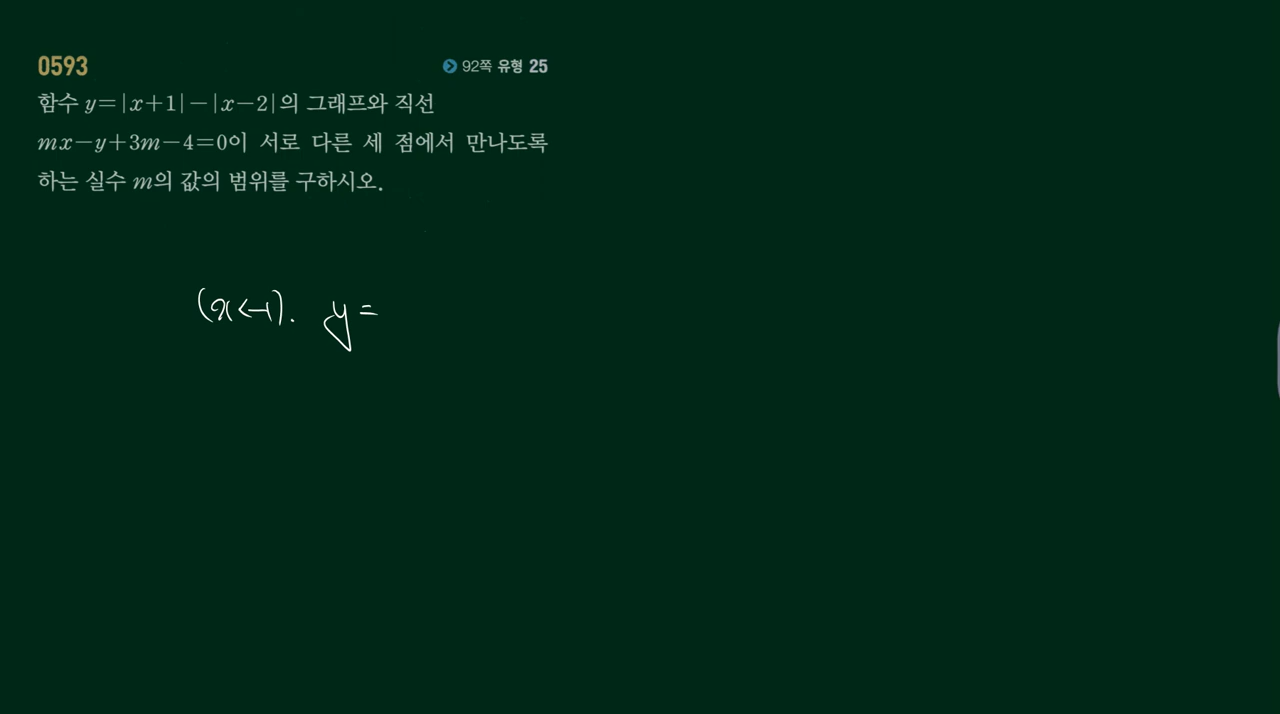 0593
92쪽 유형 25
함수 y=|x+1|-|x-2|의 그래프와 직선
mx-y+3m-4=0이 서로 다른 세 점에서 만나도록
하는 실수 m의 값의 범위를 구하시오.
(x<-1). y=